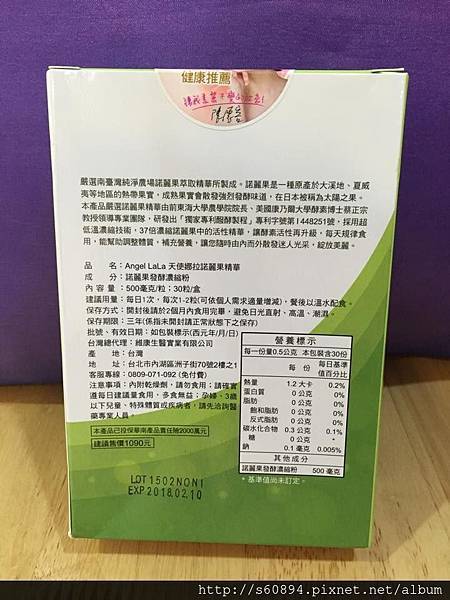 健康推薦
嚴選南臺灣純淨農場諾麗果萃取精華所製成。諾麗果是一種原產於大溪地、夏威
夷等地區的熱帶果實，成熟果實會散發強烈發酵味道，在日本被稱為太陽之果。
本產品嚴選諾麗果精華由前東海大學農學院院長、美國康乃爾大學酵素博士蔡正宗
教授領導專業團隊，研發出「獨家專利醱酵製程」專利字號第I 448251號，採用超
低溫濃縮技術，37倍濃縮諾麗果中的活性精華，讓酵素活性再升級，每天規律食
用，能幫助調整體質，補充營養，讓您隨時由內而外散發迷人光采，綻放美麗。
品 名：Angel LaLa 天使娜拉諾麗果精華
諾麗果發酵濃縮粉
內 容 量：500毫克/粒；30粒/盒
建議用量：每日1次，每次1-2粒(可依個人需求適量增減)，餐後以溫水配食。
保存方式：開封後請於2個月內食用完畢，避免日光直射、高溫、潮濕。
保存期限：三年(係指未開封請正常狀態下之保存)
批號、有效日期：如包裝標示(西元年/月/日)
台灣總代理：維康生醫實業有限公司
產 地：台灣
地 址：台北市內湖區洲子街70號2樓之1
客服專線：0809-071-092 (免付費)
注意事項：內附乾燥劑，請勿食用；請確實
遵每日建議量食用，多食無益；孕婦、3歲
以下兒童、特殊體質或疾病者，請先洽詢醫
藥專業人員。
本產品已投保華南產品責任險2000萬元
建議售價1090元
營養標示
每一份量0.5公克 本包裝含30份
每 份 每日基準值百分比
熱量 1.2 大卡 0.2%
蛋白質 0 公克 0%
脂肪 0 公克 0%
飽和脂肪 0 公克 0%
反式脂肪 0 公克 *
碳水化合物 0.3 公克 0.1%
糖 0 公克 *
鈉 0.1 毫克 0.005%
其他成分
諾麗果發酵濃縮粉 500 毫克
* 基準值尚未訂定。
LOT 1502NONI
EXP 2018.02.10
http://s60894.pixnet.net/album